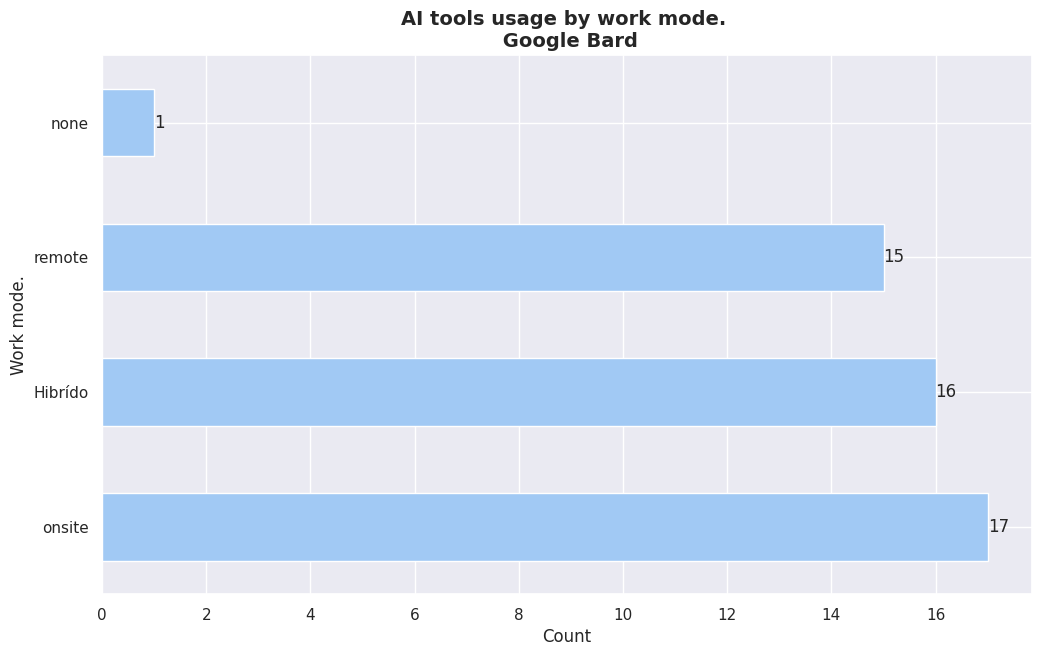 AI tools usage by work mode.
Google Bard
Work mode.
none
1
remote
15
Hibrído
16
onsite
17
0 2 4 6 8 10 12 14 16
Count